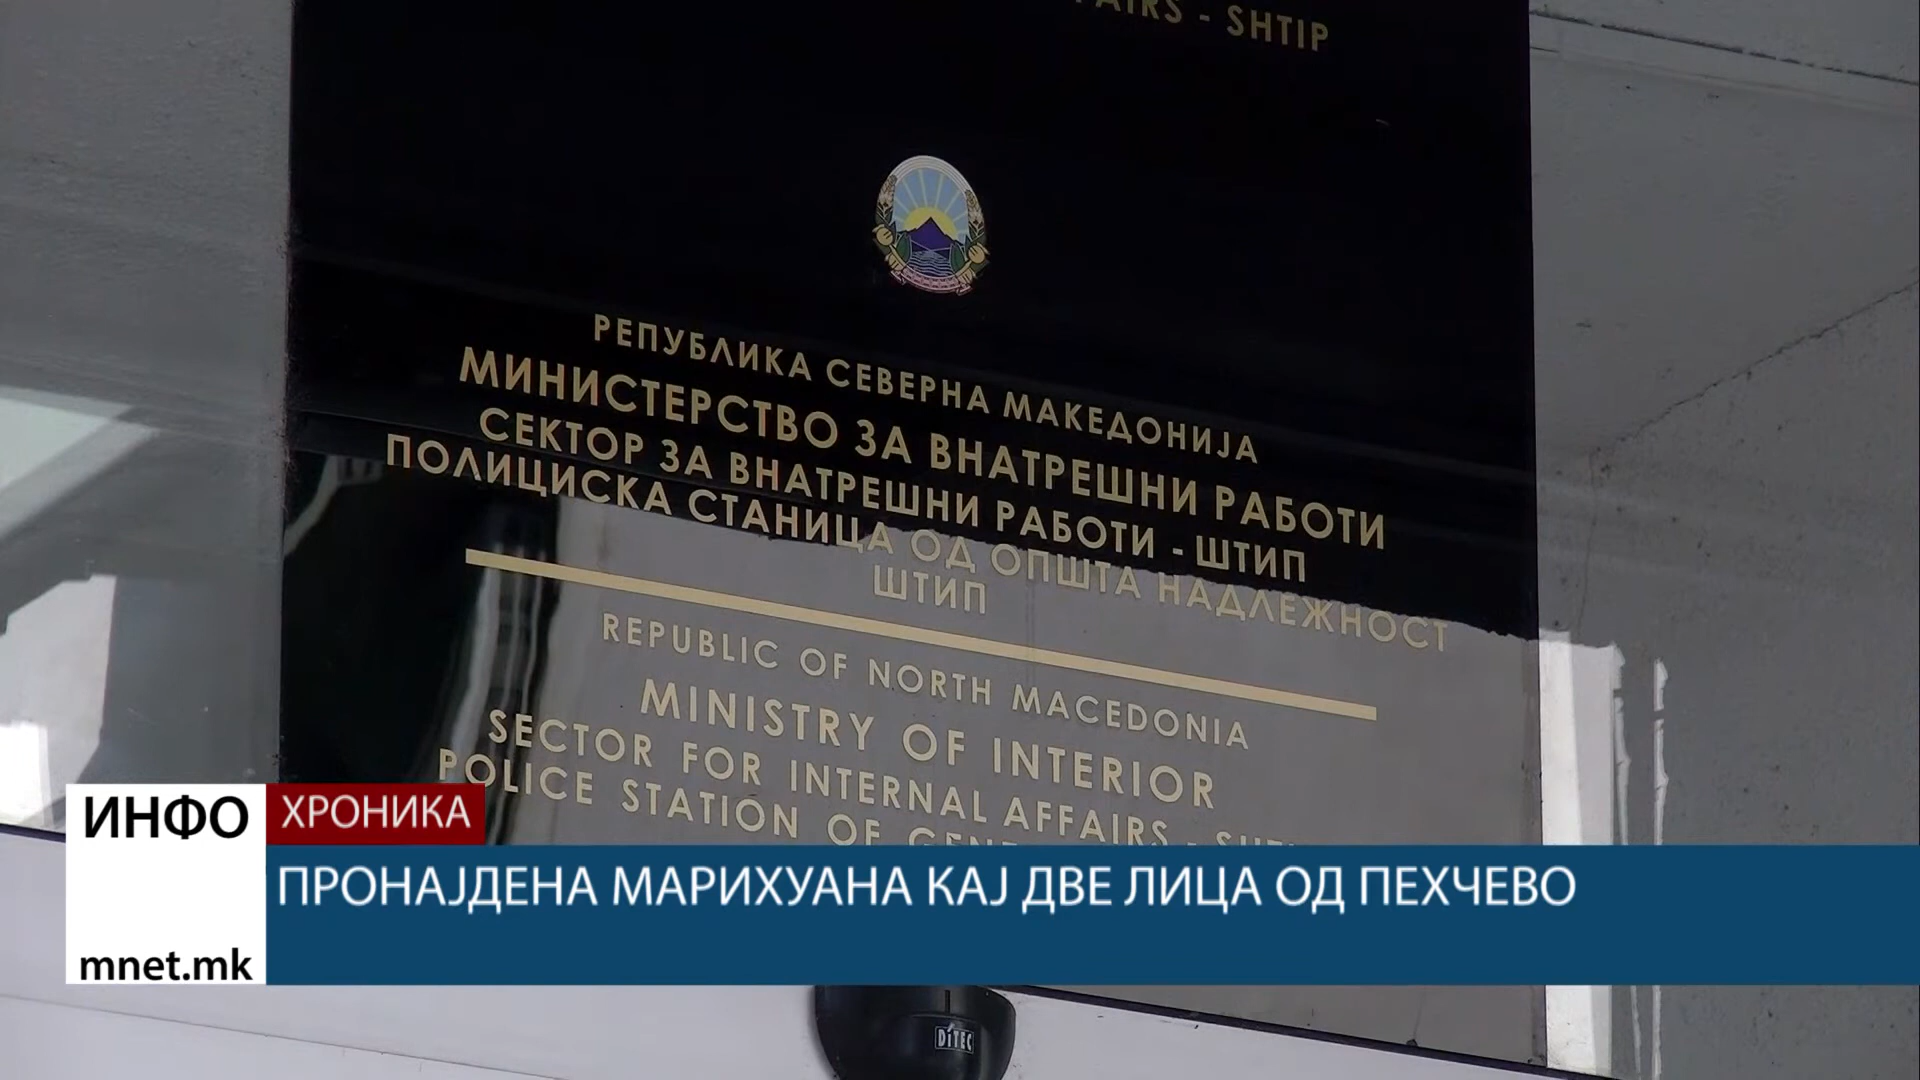 - SHTIP
РЕПУБЛИКА СЕВЕРНА МАКЕДОНИЈА
МИНИСТЕРСТВО ЗА ВНАТРЕШНИ РАБОТИ
СЕКТОР ЗА ВНАТРЕШНИ РАБОТИ - ШТИП
ПОЛИЦИСКА СТАНИЦА ОД ОПШТА НАДЛЕЖНОСТ
ШТИП
REPUBLIC OF NORTH MACEDONIA
MINISTRY OF INTERIOR
SECTOR FOR INTERNAL AFFAIRS -
POLICE STATION OF
ИНФО
ХРОНИКА
ПРОНАЈДЕНА МАРИХУАНА КАЈ ДВЕ ЛИЦА ОД ПЕХЧЕВО
mnet.mk
DITEC